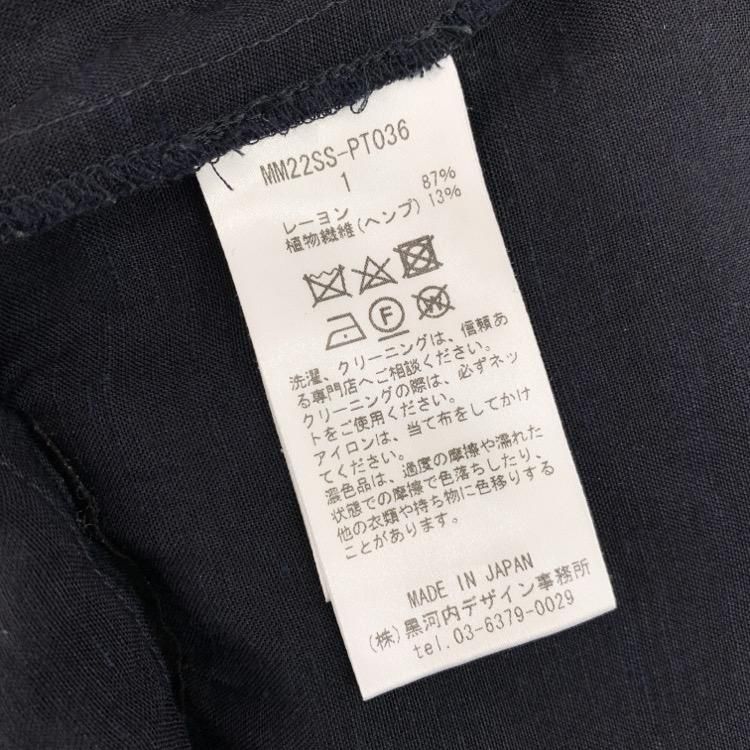 MM22SS-PT036
1
レーヨン 87%
植物繊維(ヘンプ) 13%
F
W
洗濯、クリーニングは、信頼あ
る専門店へご相談ください。
クリーニングの際は、必ずネッ
トをご使用ください。
アイロンは、当て布をしてかけ
てください。
濃色品は、過度の摩擦や濡れた
状態での摩擦で色落ちしたり、
他の衣類や持ち物に色移りする
ことがあります。
MADE IN JAPAN
(株)黒河内デザイン事務所
tel.03-6379-0029